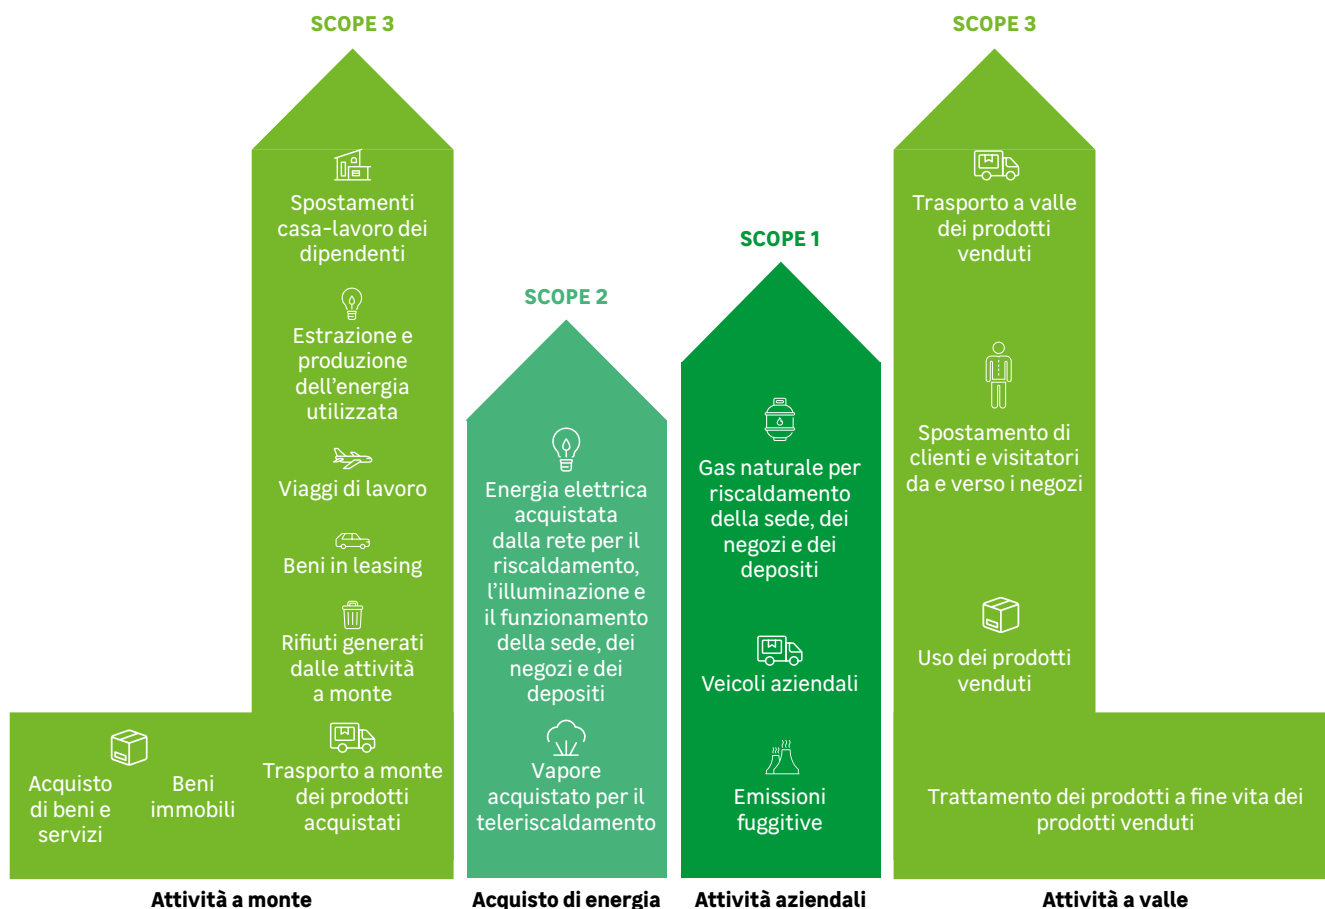 SCOPE 3
Spostamenti
casa-lavoro dei
dipendenti
Estrazione e
produzione
dell'energia
utilizzata
Viaggi di lavoro
Beni in leasing
Rifiuti generati
dalle attività
a monte
Acquisto
di beni e
servizi
Beni
immobili
Trasporto a monte
dei prodotti
acquistati
Attività a monte
SCOPE 2
Energia elettrica
acquistata
dalla rete per il
riscaldamento,
l'illuminazione e
il funzionamento
della sede, dei
negozi e dei
depositi
Vapore
acquistato per il
teleriscaldamento
Acquisto di energia
SCOPE 1
Gas naturale per
riscaldamento
della sede, dei
negozi e dei
depositi
Veicoli aziendali
Emissioni
fuggitive
Attività aziendali
SCOPE 3
Trasporto a valle
dei prodotti
venduti
Spostamento di
clienti e visitatori
da e verso i negozi
Uso dei prodotti
venduti
Trattamento dei prodotti a fine vita dei
prodotti venduti
Attività a valle